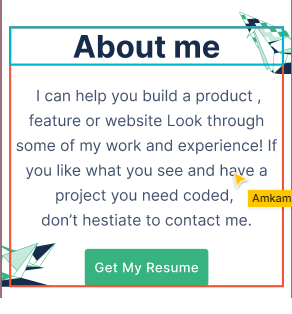 About me
I can help you build a product ,
feature or website Look through
some of my work and experience! If
you like what you see and have a
project you need coded,
Amkam
don’t hestiate to contact me.
Get My Resume